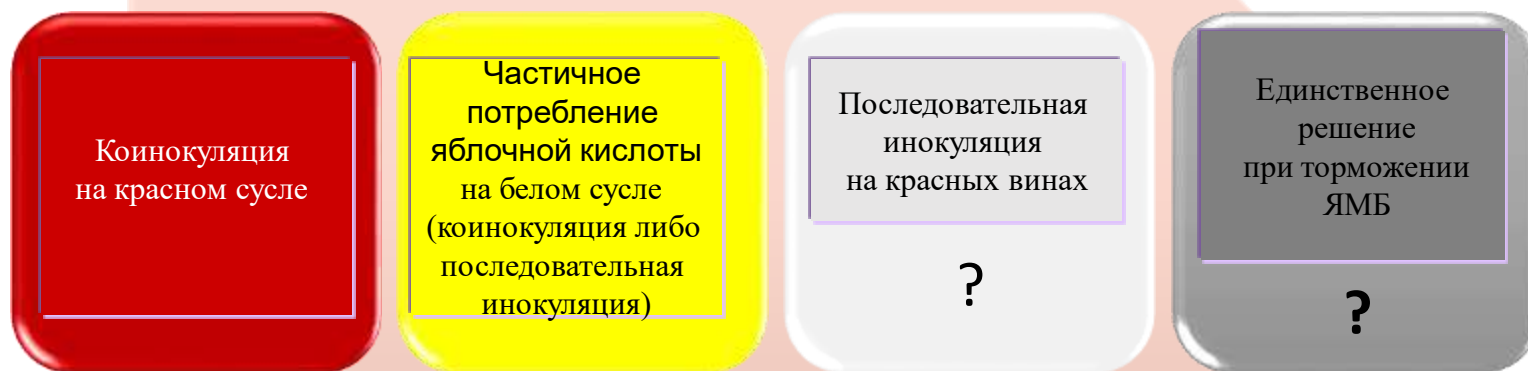 Коинокуляция
на красном сусле
Частичное
потребление
яблочной кислоты
на белом сусле
(коинокуляция либо
последовательная
инокуляция)
Последовательная
инокуляция
на красных винах
?
Единственное
решение
при торможении
ЯМБ
?